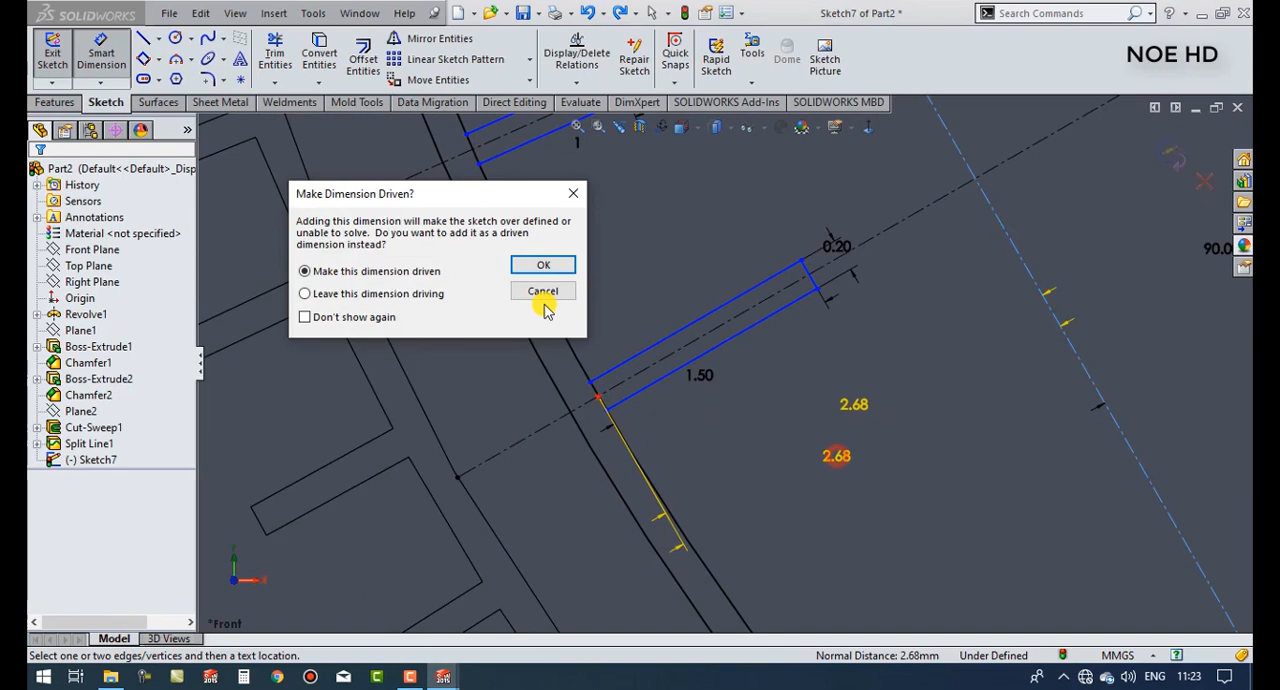 SOLIDWORKS File Edit View Insert Tools Window Help Sketch7 of Part2 * Search Commands
Exit Sketch Smart Dimension Trim Entities Convert Entities Offset Entities Mirror Entities Linear Sketch Pattern Move Entities Display/Delete Relations Repair Sketch Quick Snaps Rapid Sketch Tools Dome Sketch Picture NOE HD
Features Sketch Surfaces Sheet Metal Weldments Mold Tools Data Migration Direct Editing Evaluate DimXpert SOLIDWORKS Add-Ins SOLIDWORKS MBD
Part2 (Default<<Default>_Disp
History
Sensors
Annotations
Material <not specified>
Front Plane
Top Plane
Right Plane
Origin
Revolve1
Plane1
Boss-Extrude1
Chamfer1
Boss-Extrude2
Chamfer2
Plane2
Cut-Sweep1
Split Line1
(-) Sketch7
1
Make Dimension Driven?
Adding this dimension will make the sketch over defined or
unable to solve. Do you want to add it as a driven
dimension instead?
Make this dimension driven OK
Leave this dimension driving Cancel
Don't show again
0.20
90.0
1.50
2.68
2.68
Y
X
*Front
Model 3D Views
Select one or two edges/vertices and then a text location. Normal Distance: 2.68mm Under Defined MMGS
2015 2015 ENG 11:23